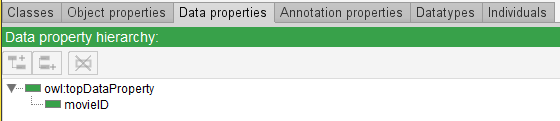 Classes Object properties Data properties Annotation properties Datatypes Individuals
Data property hierarchy:
owl:topDataProperty
movieID